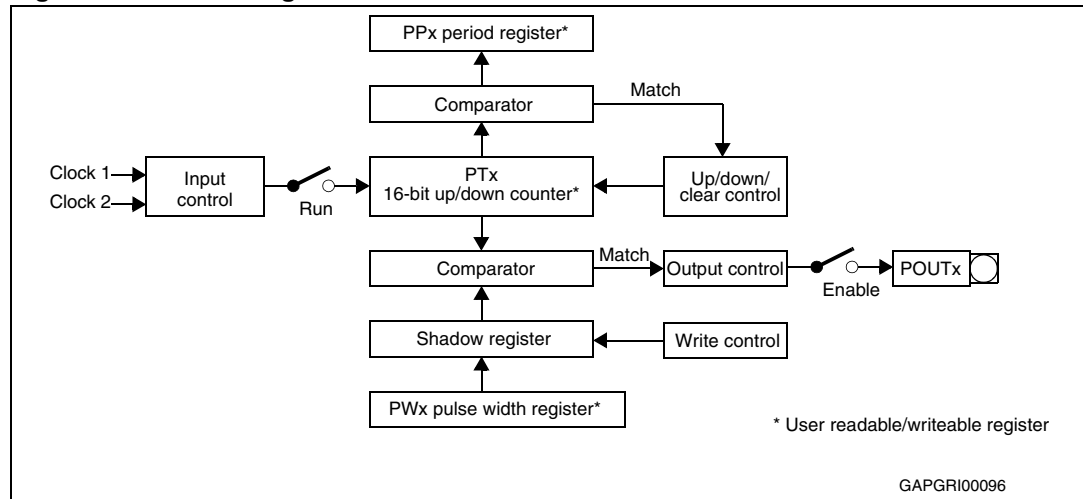 PPx period register*
Comparator
Match
Clock 1
Clock 2
Input
control
Run
PTx
16-bit up/down counter*
Up/down/
clear control
Comparator
Match
Output control
Enable
POUTx
Shadow register
Write control
PWx pulse width register*
* User readable/writeable register
GAPGRI00096